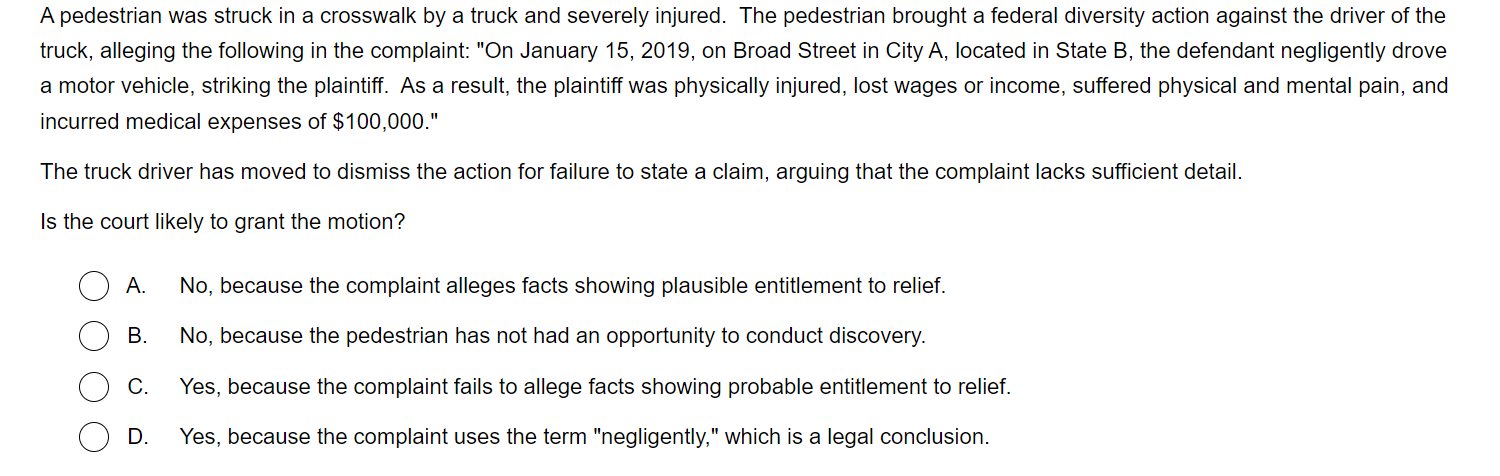 A pedestrian was struck in a crosswalk by a truck and severely injured.  The pedestrian brought a federal diversity action against the driver of the
truck, alleging the following in the complaint: "On January 15, 2019, on Broad Street in City A, located in State B, the defendant negligently drove
a motor vehicle, striking the plaintiff.  As a result, the plaintiff was physically injured, lost wages or income, suffered physical and mental pain, and
incurred medical expenses of $100,000."
The truck driver has moved to dismiss the action for failure to state a claim, arguing that the complaint lacks sufficient detail.
Is the court likely to grant the motion?
A. No, because the complaint alleges facts showing plausible entitlement to relief.
B. No, because the pedestrian has not had an opportunity to conduct discovery.
C. Yes, because the complaint fails to allege facts showing probable entitlement to relief.
D. Yes, because the complaint uses the term "negligently," which is a legal conclusion.